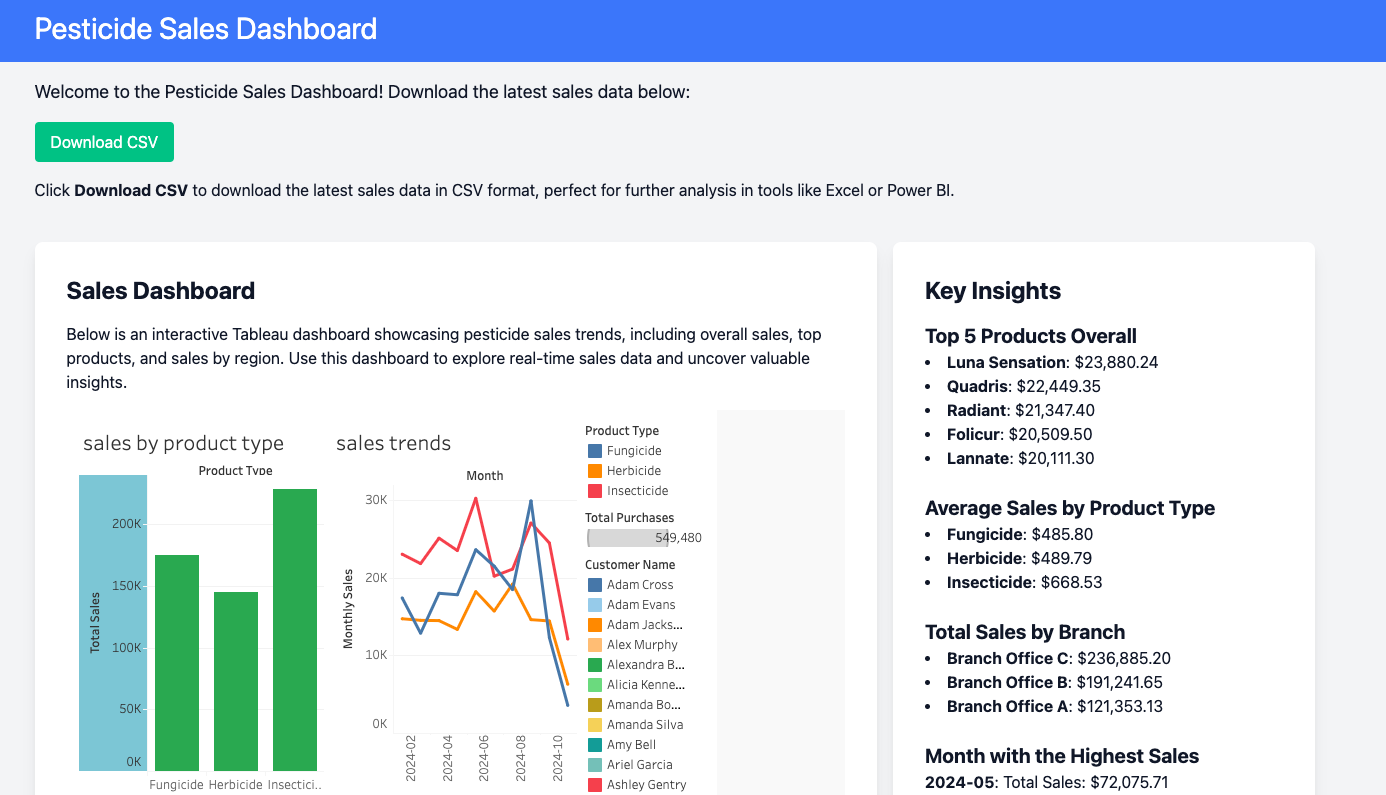 Pesticide Sales Dashboard
Welcome to the Pesticide Sales Dashboard! Download the latest sales data below:
Download CSV
Click Download CSV to download the latest sales data in CSV format, perfect for further analysis in tools like Excel or Power BI.
Sales Dashboard
Below is an interactive Tableau dashboard showcasing pesticide sales trends, including overall sales, top
products, and sales by region. Use this dashboard to explore real-time sales data and uncover valuable
insights.
sales by product type
Product Type
Total Sales
200K
150K
100K
50K
0K
Fungicide Herbicide Insectici..
sales trends
Month
Monthly Sales
30K
20K
10K
0K
2024-02
2024-04
2024-06
2024-08
2024-10
Product Type
Fungicide
Herbicide
Insecticide
Total Purchases
549,480
Customer Name
Adam Cross
Adam Evans
Adam Jacks...
Alex Murphy
Alexandra B...
Alicia Kenne...
Amanda Bo...
Amanda Silva
Amy Bell
Ariel Garcia
Ashley Gentry
Key Insights
Top 5 Products Overall
• Luna Sensation: $23,880.24
• Quadris: $22,449.35
• Radiant: $21,347.40
• Folicur: $20,509.50
• Lannate: $20,111.30
Average Sales by Product Type
• Fungicide: $485.80
• Herbicide: $489.79
• Insecticide: $668.53
Total Sales by Branch
• Branch Office C: $236,885.20
• Branch Office B: $191,241.65
• Branch Office A: $121,353.13
Month with the Highest Sales
2024-05: Total Sales: $72,075.71